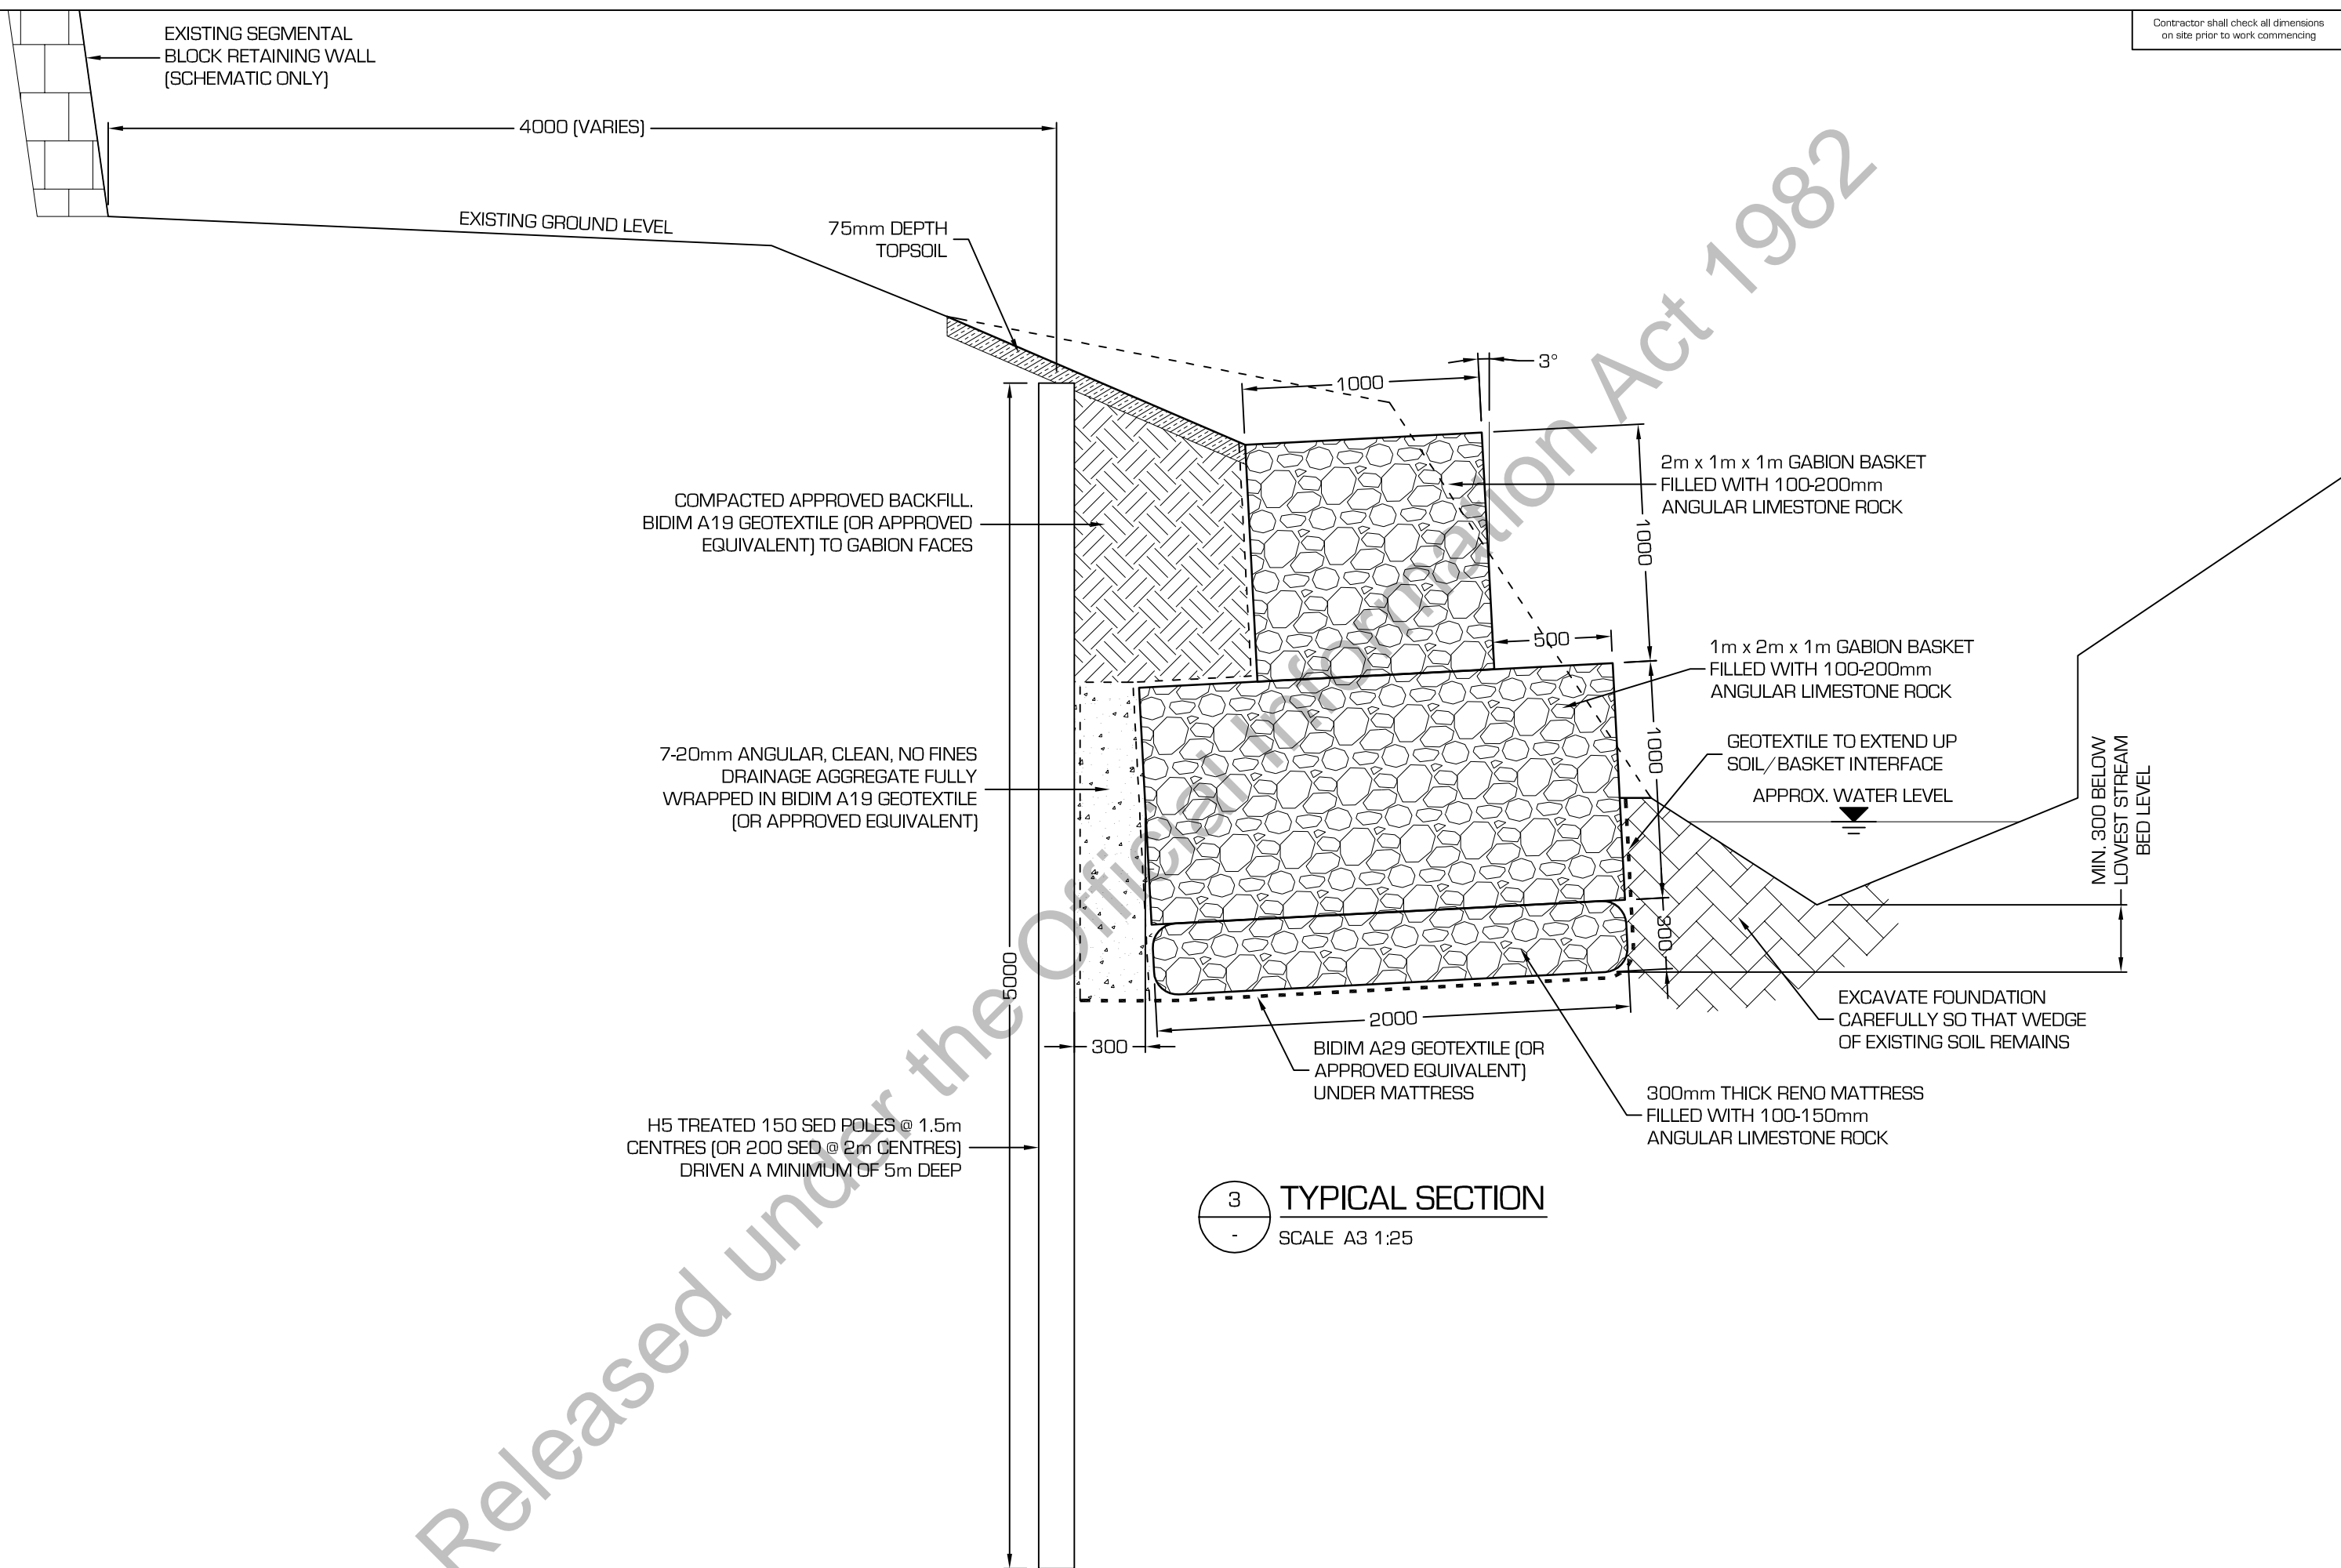 Contractor shall check all dimensions
on site prior to work commencing
EXISTING SEGMENTAL
BLOCK RETAINING WALL
(SCHEMATIC ONLY)
4000 (VARIES)
EXISTING GROUND LEVEL
75mm DEPTH
TOPSOIL
3°
1000
2m x 1m x 1m GABION BASKET
FILLED WITH 100-200mm
ANGULAR LIMESTONE ROCK
1000
COMPACTED APPROVED BACKFILL.
BIDIM A19 GEOTEXTILE (OR APPROVED
EQUIVALENT) TO GABION FACES
500
1m x 2m x 1m GABION BASKET
FILLED WITH 100-200mm
ANGULAR LIMESTONE ROCK
1000
GEOTEXTILE TO EXTEND UP
SOIL/BASKET INTERFACE
APPROX. WATER LEVEL
7-20mm ANGULAR, CLEAN, NO FINES
DRAINAGE AGGREGATE FULLY
WRAPPED IN BIDIM A19 GEOTEXTILE
(OR APPROVED EQUIVALENT)
MIN. 300 BELOW
LOWEST STREAM
BED LEVEL
300
5000
2000
300
EXCAVATE FOUNDATION
CAREFULLY SO THAT WEDGE
OF EXISTING SOIL REMAINS
BIDIM A29 GEOTEXTILE (OR
APPROVED EQUIVALENT)
UNDER MATTRESS
300mm THICK RENO MATTRESS
FILLED WITH 100-150mm
ANGULAR LIMESTONE ROCK
H5 TREATED 150 SED POLES @ 1.5m
CENTRES (OR 200 SED @ 2m CENTRES)
DRIVEN A MINIMUM OF 5m DEEP
3
-
TYPICAL SECTION
SCALE A3 1:25
Released under the Official Information Act 1982